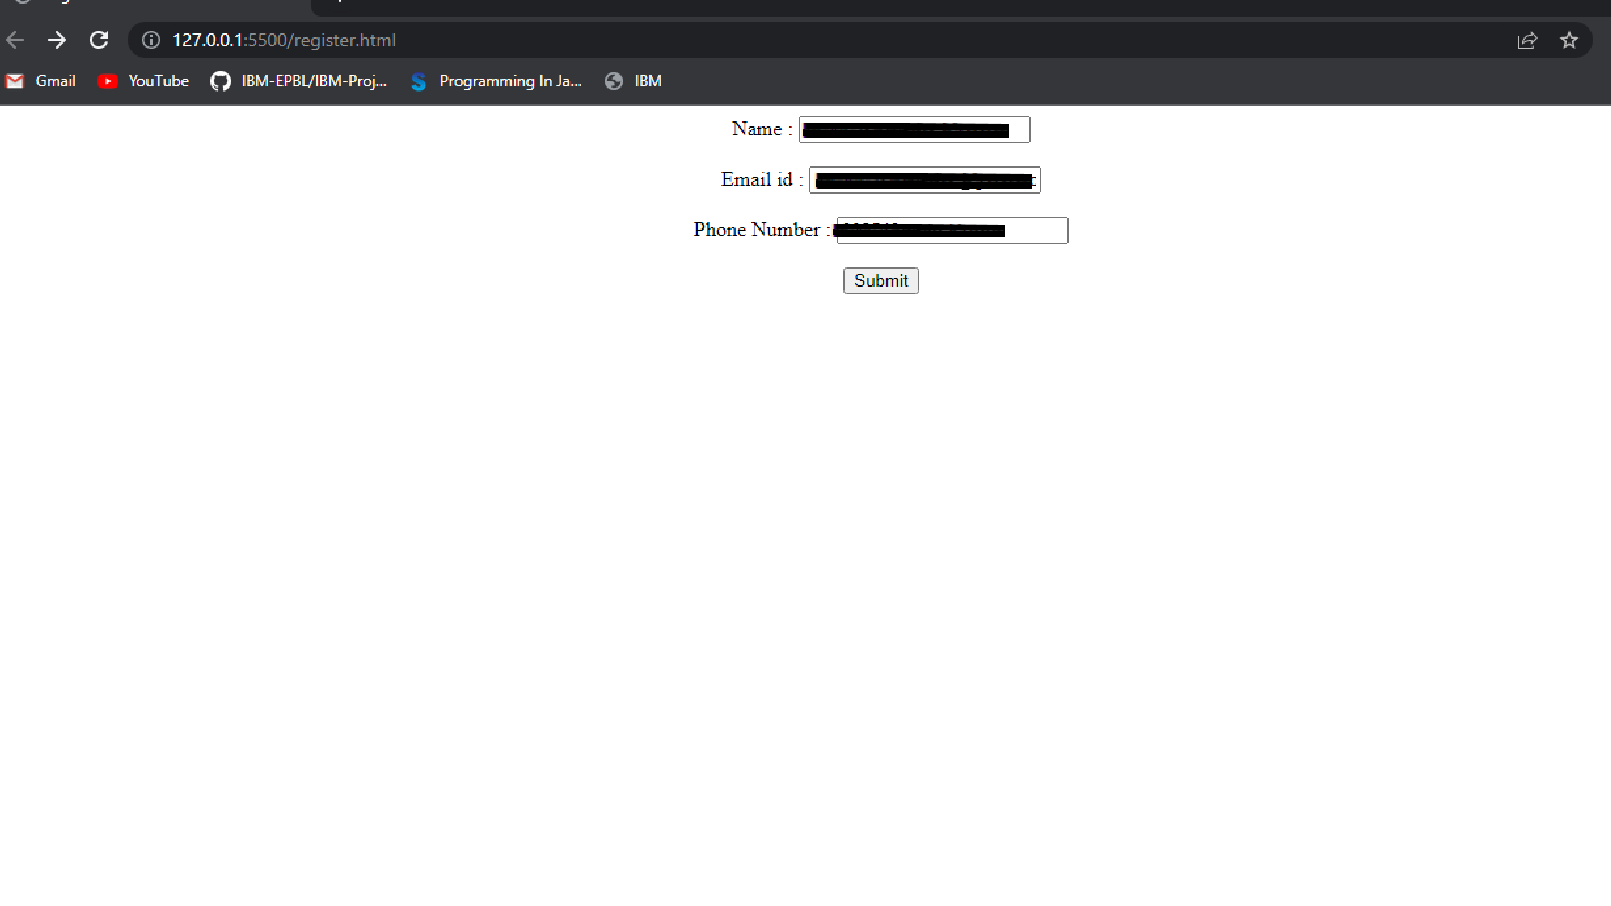 127.0.0.1:5500/register.html
Gmail YouTube IBM-EPBL/IBM-Proj... Programming In Ja... IBM
Name :
Email id :
Phone Number :
Submit